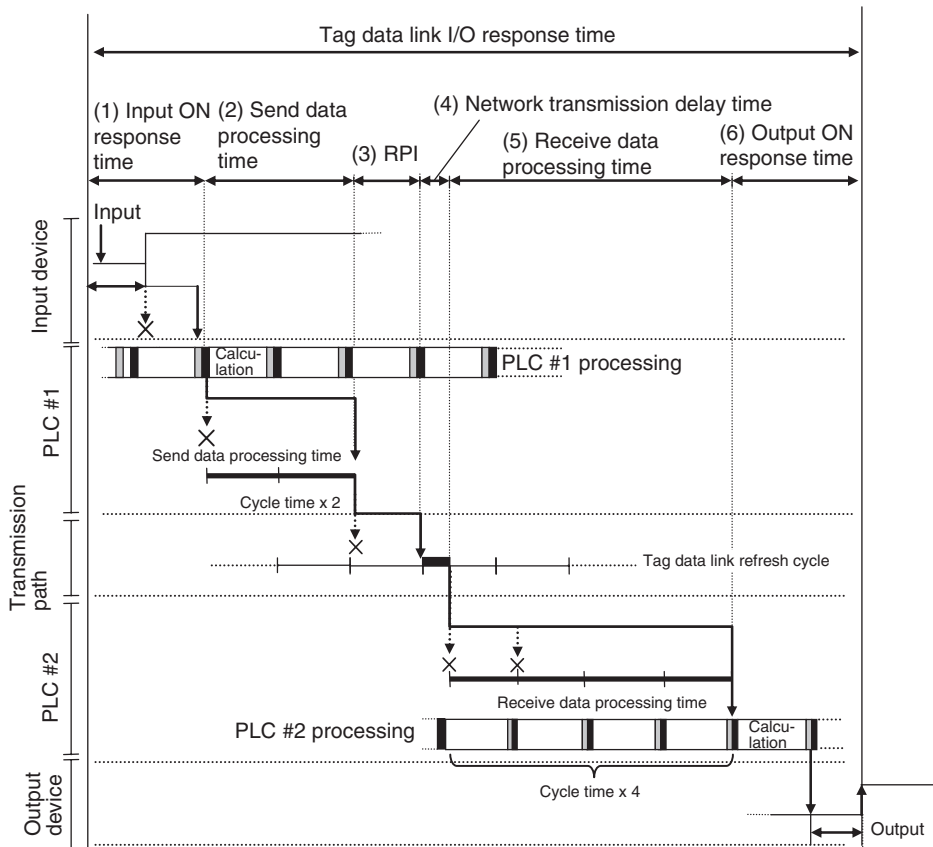 Tag data link I/O response time
(1) Input ON
response
time
(2) Send data
processing
time
(3) RPI
(4) Network transmission delay time
(5) Receive data
processing time
(6) Output ON
response time
Input device
Input
PLC #1
Calcu-
lation
PLC #1 processing
Send data processing time
Cycle time x 2
Transmission
path
Tag data link refresh cycle
PLC #2
Receive data processing time
PLC #2 processing
Calcu-
lation
Cycle time x 4
Output
device
Output